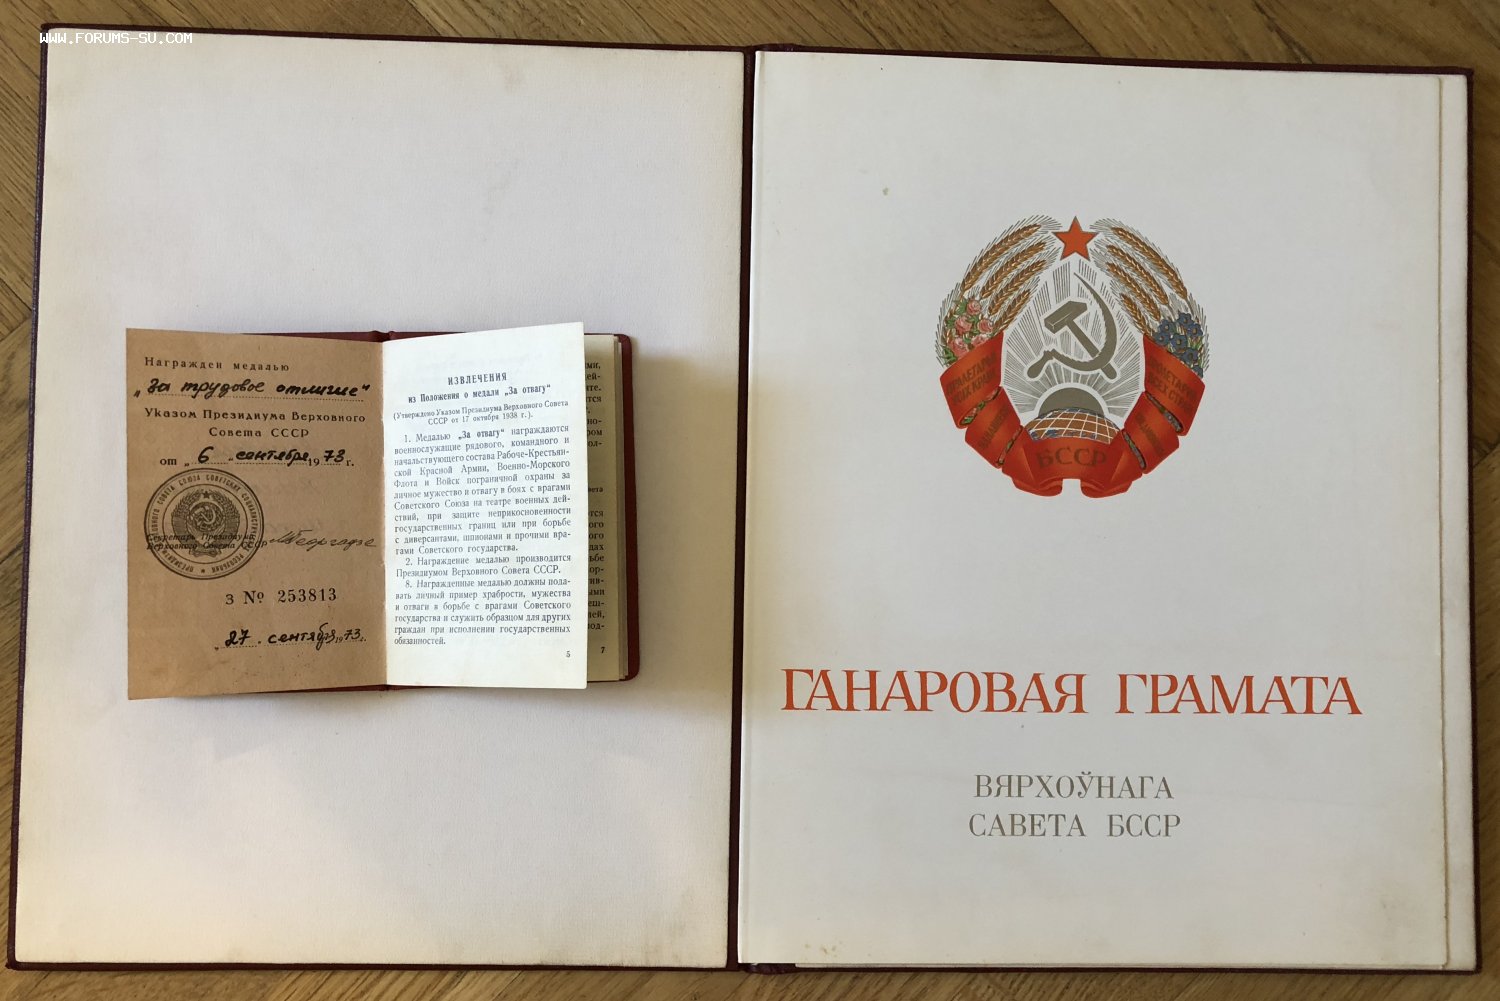 WWW.FORUMS-SU.COM
Награжден медалью
„За трудовое отличие“
Указом Президиума Верховного
Совета СССР
от „6„ сентября 1973 г.
Секретарь Президиума
Верховного Совета СССР
МГеоргадзе
З № 253813
„27„ сентября 1973 г.
ИЗВЛЕЧЕНИЯ
из Положения о медали „За отвагу“
(Утверждено Указом Президиума Верховного Совета
СССР от 17 октября 1938 г.).
1. Медалью „За отвагу“ награждаются
военнослужащие рядового, командного и
начальствующего состава Рабоче-Крестьян-
ской Красной Армии, Военно-Морского
Флота и Войск пограничной охраны за
личное мужество и отвагу в боях с врагами
Советского Союза на театре военных дей-
ствий, при защите неприкосновенности
государственных границ или при борьбе
с диверсантами, шпионами и прочими вра-
гами Советского государства.
2. Награждение медалью производится
Президиумом Верховного Совета СССР.
8. Награжденные медалью должны пода-
вать личный пример храбрости, мужества
и отваги в борьбе с врагами Советского
государства и служить образцом для других
граждан при исполнении государственных
обязанностей.
5
7
БССР
ГАНАРОВАЯ ГРАМАТА
ВЯРХОЎНАГА
САВЕТА БССР